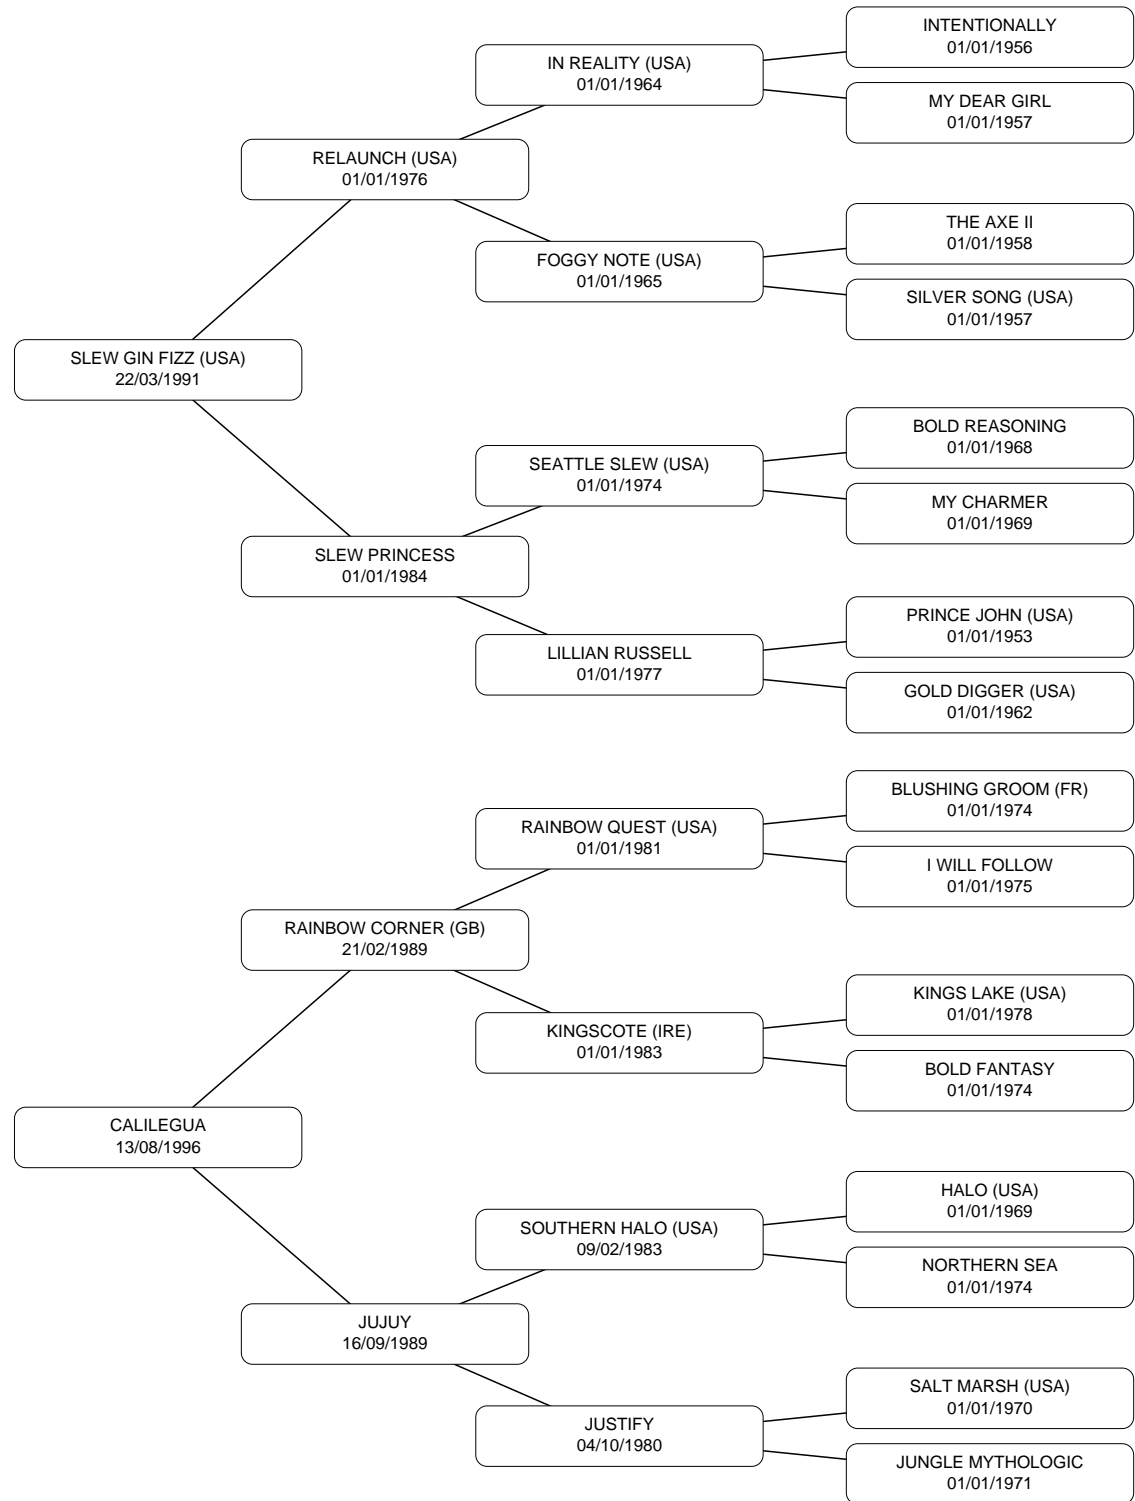 INTENTIONALLY
01/01/1956
IN REALITY (USA)
01/01/1964
MY DEAR GIRL
01/01/1957
RELAUNCH (USA)
01/01/1976
THE AXE II
01/01/1958
FOGGY NOTE (USA)
01/01/1965
SILVER SONG (USA)
01/01/1957
SLEW GIN FIZZ (USA)
22/03/1991
BOLD REASONING
01/01/1968
SEATTLE SLEW (USA)
01/01/1974
MY CHARMER
01/01/1969
SLEW PRINCESS
01/01/1984
PRINCE JOHN (USA)
01/01/1953
LILLIAN RUSSELL
01/01/1977
GOLD DIGGER (USA)
01/01/1962
BLUSHING GROOM (FR)
01/01/1974
RAINBOW QUEST (USA)
01/01/1981
I WILL FOLLOW
01/01/1975
RAINBOW CORNER (GB)
21/02/1989
KINGS LAKE (USA)
01/01/1978
KINGSCOTE (IRE)
01/01/1983
BOLD FANTASY
01/01/1974
CALILEGUA
13/08/1996
HALO (USA)
01/01/1969
SOUTHERN HALO (USA)
09/02/1983
NORTHERN SEA
01/01/1974
JUJUY
16/09/1989
SALT MARSH (USA)
01/01/1970
JUSTIFY
04/10/1980
JUNGLE MYTHOLOGIC
01/01/1971